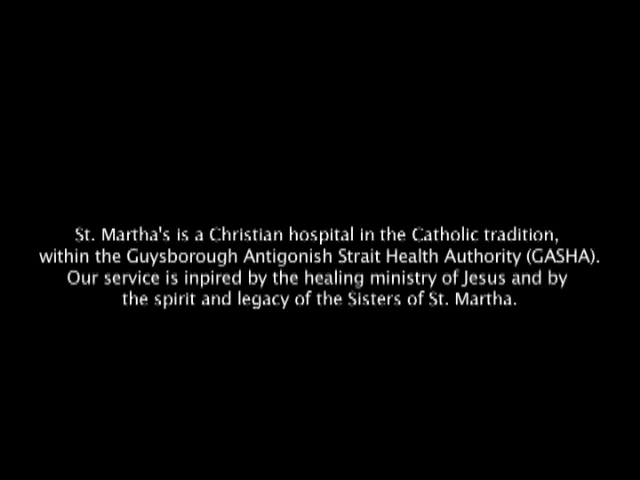 St. Martha's is a Christian hospital in the Catholic tradition,
within the Guysborough Antigonish Strait Health Authority (GASHA).
Our service is inpired by the healing ministry of Jesus and by
the spirit and legacy of the Sisters of St. Martha.